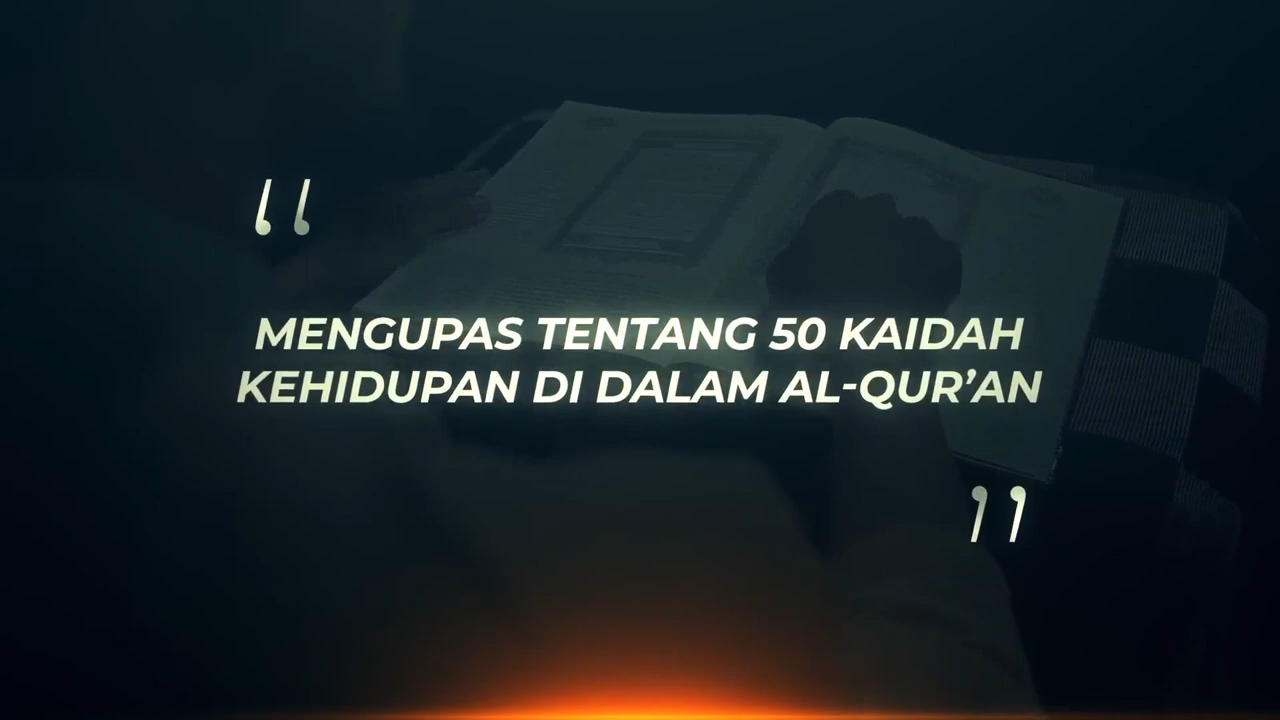 “
MENGUPAS TENTANG 50 KAIDAH
KEHIDUPAN DI DALAM AL-QUR’AN
”